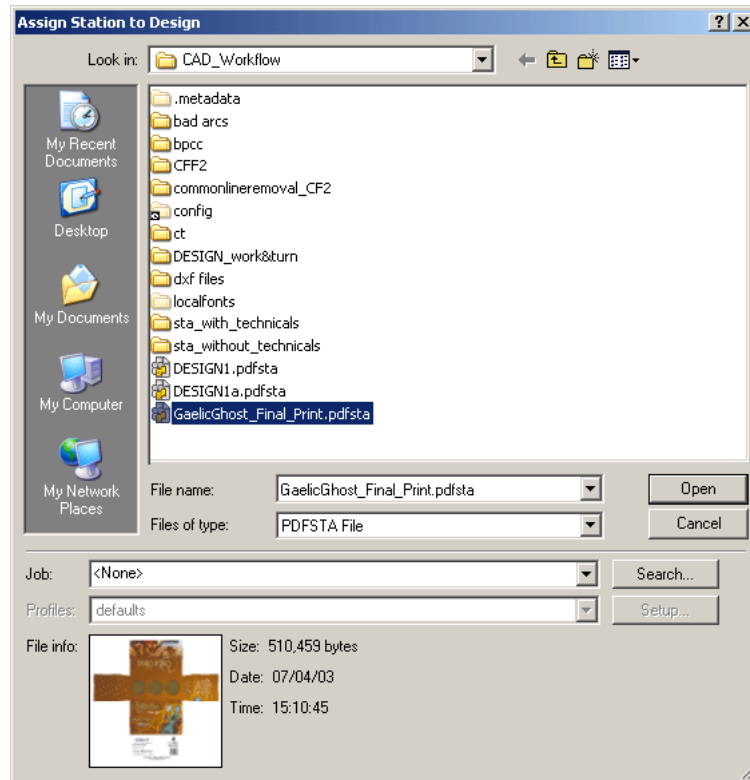 Assign Station to Design
Look in: CAD_Workflow
My Recent
Documents
Desktop
My Documents
My Computer
My Network
Places
.metadata
bad arcs
bpcc
CFF2
commonlineremoval_CF2
config
ct
DESIGN_work&turn
dxf files
localfonts
sta_with_technicals
sta_without_technicals
DESIGN1.pdfsta
DESIGN1a.pdfsta
GaelicGhost_Final_Print.pdfsta
File name: GaelicGhost_Final_Print.pdfsta Open
Files of type: PDFSTA File Cancel
Job: <None> Search...
Profiles: defaults Setup...
File info: Size: 510,459 bytes
Date: 07/04/03
Time: 15:10:45